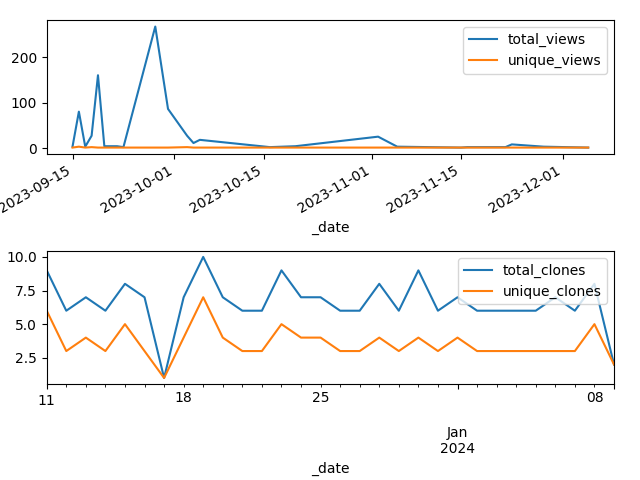 200
100
0
total_views
unique_views
2023-09-15
2023-10-01
2023-10-15
2023-11-01
2023-11-15
2023-12-01
_date
10.0
7.5
5.0
2.5
total_clones
unique_clones
11
18
25
08
Jan
2024
_date